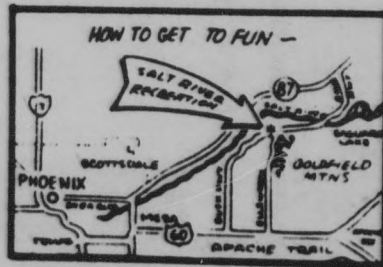 HOW TO GET TO FUN —
SALT RIVER
RECREATION
87
17
SALT RIVER
SAGUARO
LAKE
SCOTTSDALE
GOLDFIELD
MTNS
PHOENIX
MESA
60
APACHE TRAIL